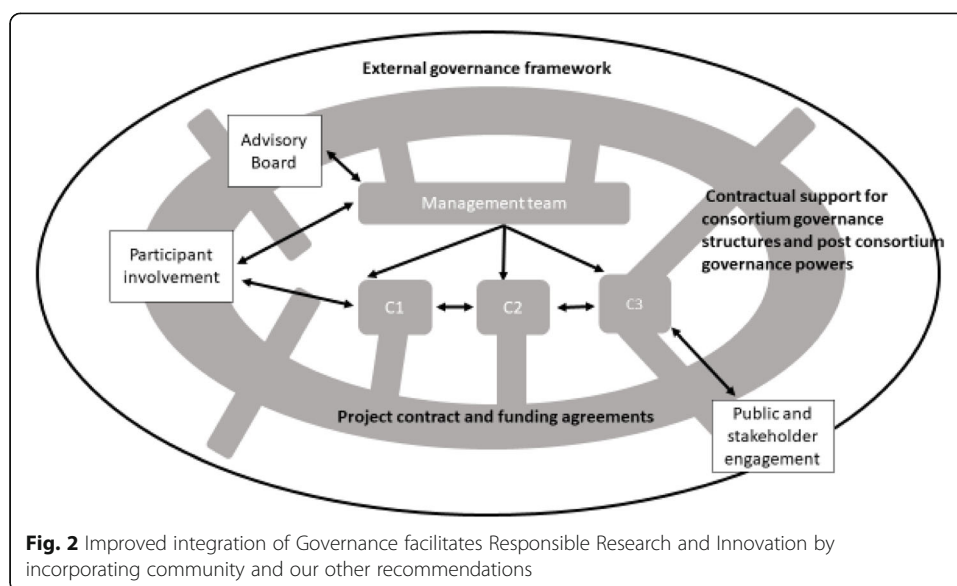 External governance framework
Advisory
Board
Management team
Contractual support for
consortium governance
structures and post consortium
governance powers
Participant
involvement
C1
C2
C3
Project contract and funding agreements
Public and
stakeholder
engagement
Fig. 2 Improved integration of Governance facilitates Responsible Research and Innovation by
incorporating community and our other recommendations